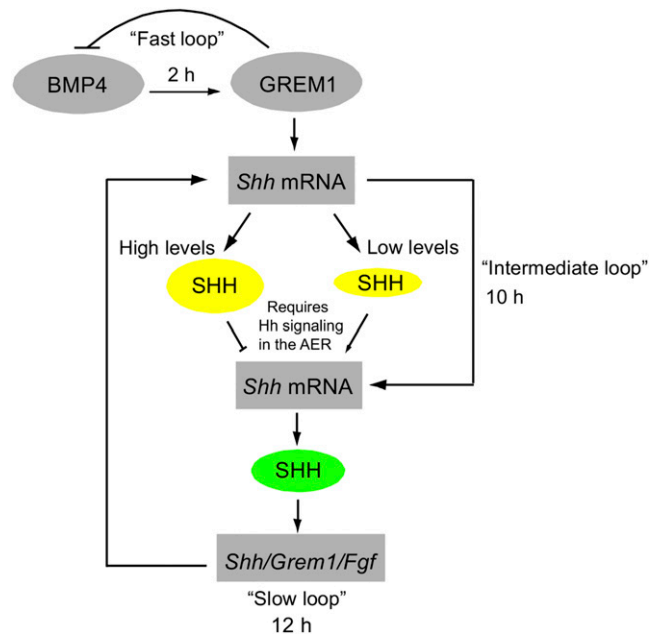 "Fast loop"
BMP4
2 h
GREM1
Shh mRNA
High levels
Low levels
SHH
SHH
"Intermediate loop"
10 h
Requires
Hh signaling
in the AER
Shh mRNA
SHH
Shh/Grem1/Fgf
"Slow loop"
12 h